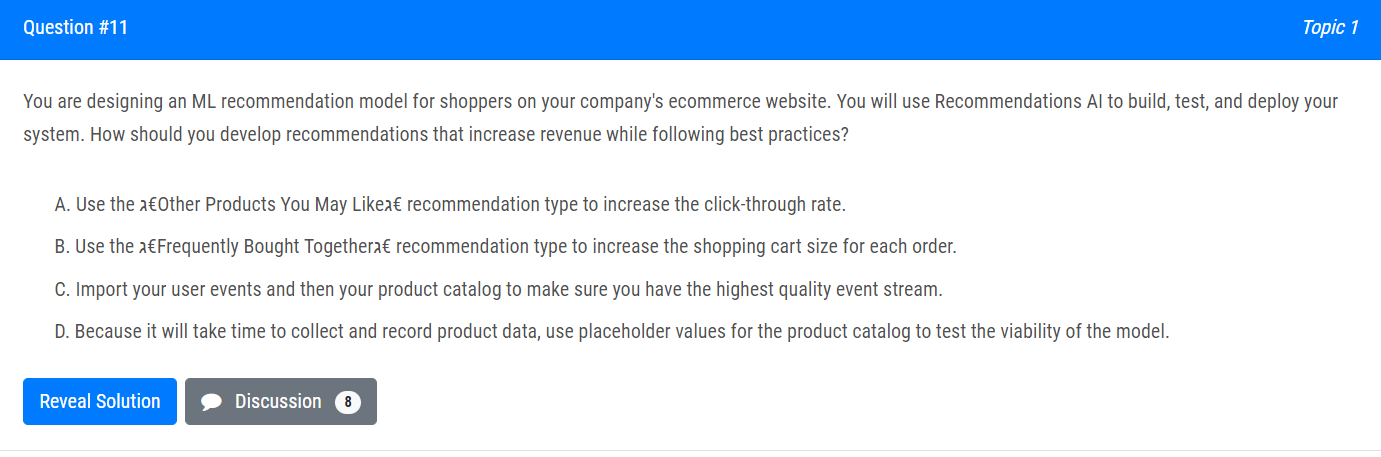 Question #11
Topic 1
You are designing an ML recommendation model for shoppers on your company's ecommerce website. You will use Recommendations AI to build, test, and deploy your
system. How should you develop recommendations that increase revenue while following best practices?
A. Use the ג€Other Products You May Likeג€ recommendation type to increase the click-through rate.
B. Use the ג€Frequently Bought Togetherג€ recommendation type to increase the shopping cart size for each order.
C. Import your user events and then your product catalog to make sure you have the highest quality event stream.
D. Because it will take time to collect and record product data, use placeholder values for the product catalog to test the viability of the model.
Reveal Solution
Discussion 8